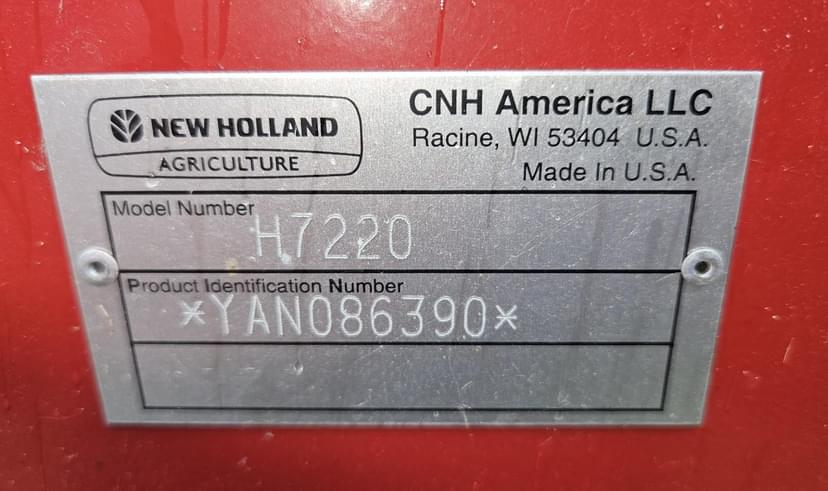 NEW HOLLAND
AGRICULTURE
CNH America LLC
Racine, WI 53404 U.S.A.
Made In U.S.A.
Model Number
H7220
Product Identification Number
*YAN086390*